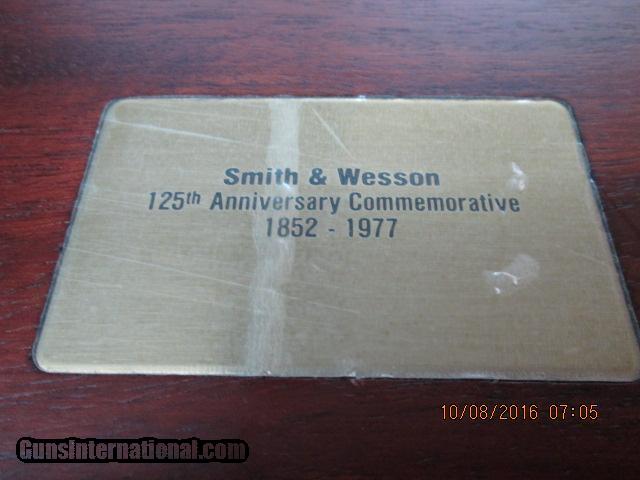 Smith & Wesson
125th Anniversary Commemorative
1852 - 1977
10/08/2016 07:05
GunsInternational.com